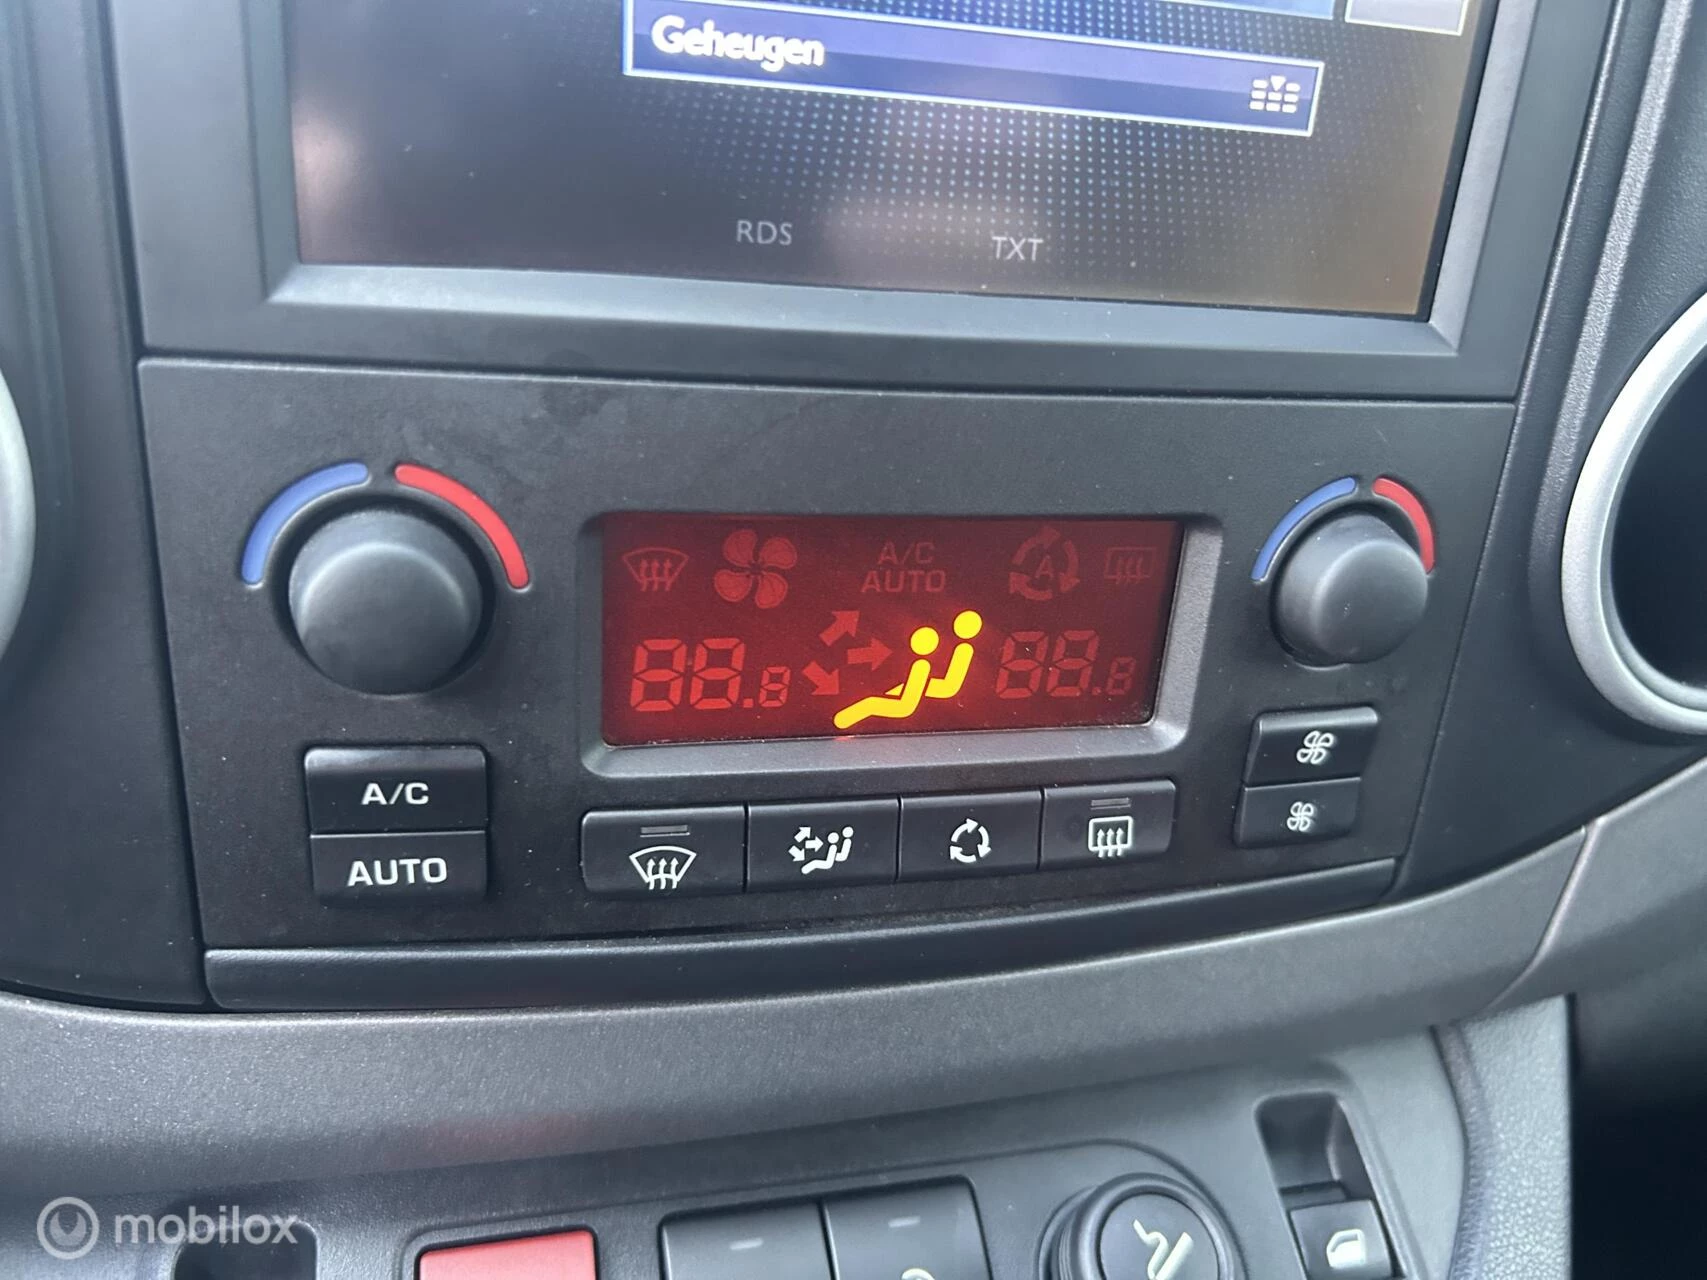 Geheugen
RDS TXT
A/C
AUTO
88.8 88.8
A/C
AUTO
mobilox